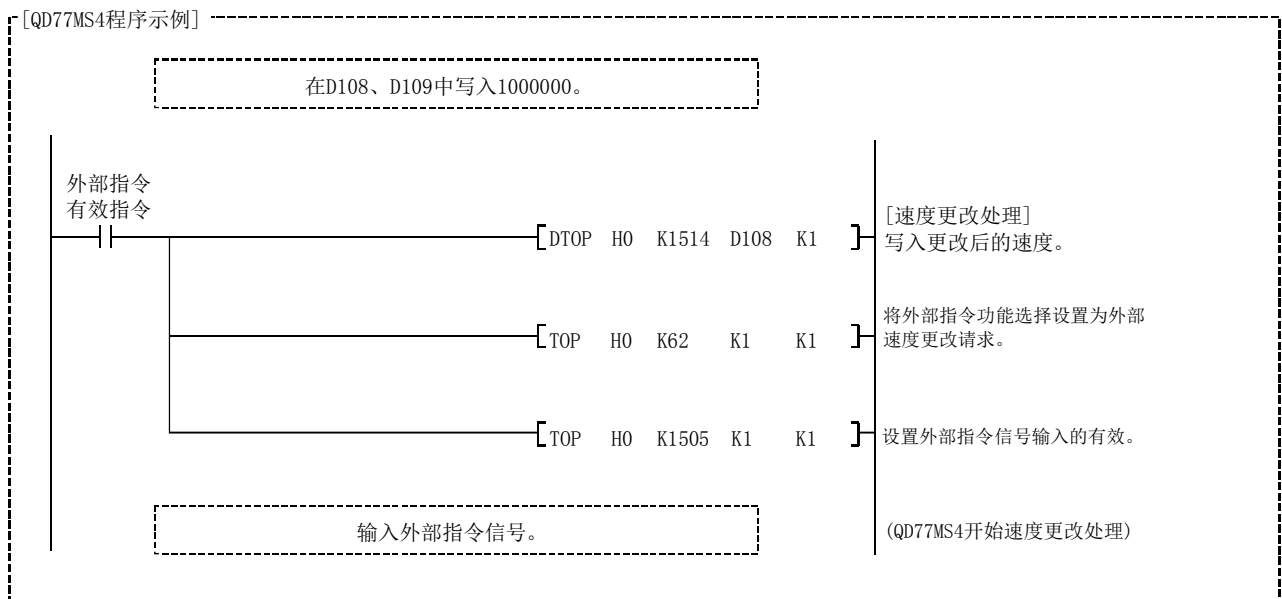 [QD77MS4程序示例]
在D108、D109中写入1000000。
外部指令
有效指令
DTOP H0 K1514 D108 K1
[速度更改处理]
写入更改后的速度。
TOP H0 K62 K1 K1
将外部指令功能选择设置为外部
速度更改请求。
TOP H0 K1505 K1 K1
设置外部指令信号输入的有效。
输入外部指令信号。
(QD77MS4开始速度更改处理)